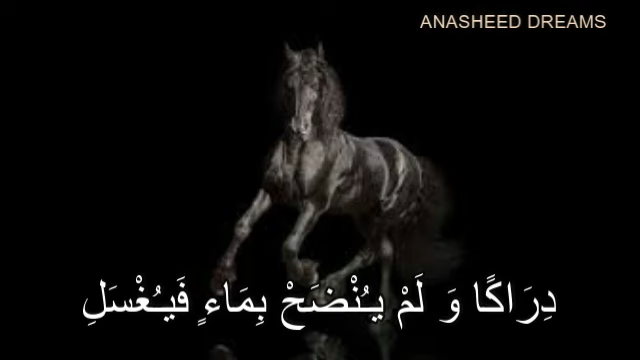 ANASHEED DREAMS
دِرَاكًا وَ لَمْ يُنْضَحْ بِمَاءٍ فَيُغْسَلِ